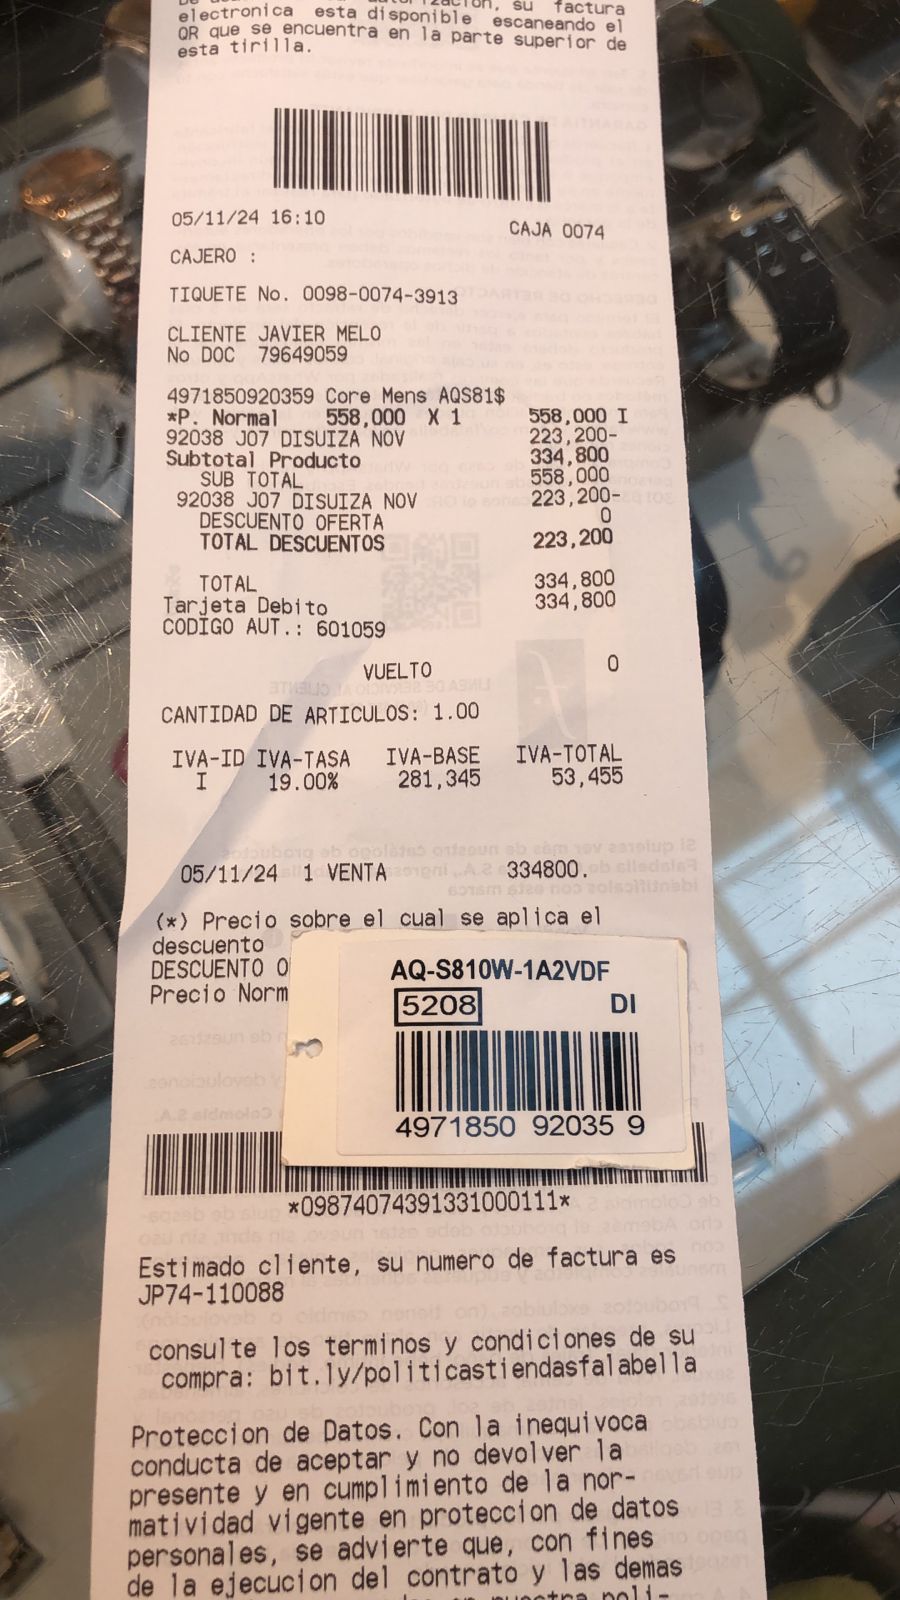 su factura
electronica esta disponible escaneando el
QR que se encuentra en la parte superior de
esta tirilla.
05/11/24 16:10 CAJA 0074
CAJERO :
TIQUETE No. 0098-0074-3913
CLIENTE JAVIER MELO
No DOC 79649059
4971850920359 Core Mens AQS81$
*P. Normal 558,000 X 1 558,000 I
92038 J07 DISUIZA NOV 223,200-
Subtotal Producto 334,800
SUB TOTAL 558,000
92038 J07 DISUIZA NOV 223,200-
DESCUENTO OFERTA 0
TOTAL DESCUENTOS 223,200
TOTAL 334,800
Tarjeta Debito 334,800
CODIGO AUT.: 601059
VUELTO 0
CANTIDAD DE ARTICULOS: 1.00
IVA-ID IVA-TASA IVA-BASE IVA-TOTAL
I 19.00% 281,345 53,455
05/11/24 1 VENTA 334800.
(*) Precio sobre el cual se aplica el
descuento
DESCUENTO O
Precio Norm
AQ-S810W-1A2VDF
5208 DI
4971850 92035 9
*09874074391331000111*
Estimado cliente, su numero de factura es
JP74-110088
consulte los terminos y condiciones de su
compra: bit.ly/politicastiendasfalabella
Proteccion de Datos. Con la inequivoca
conducta de aceptar y no devolver la
presente y en cumplimiento de la nor-
matividad vigente en proteccion de datos
personales, se advierte que, con fines
de la ejecucion del contrato y las demas